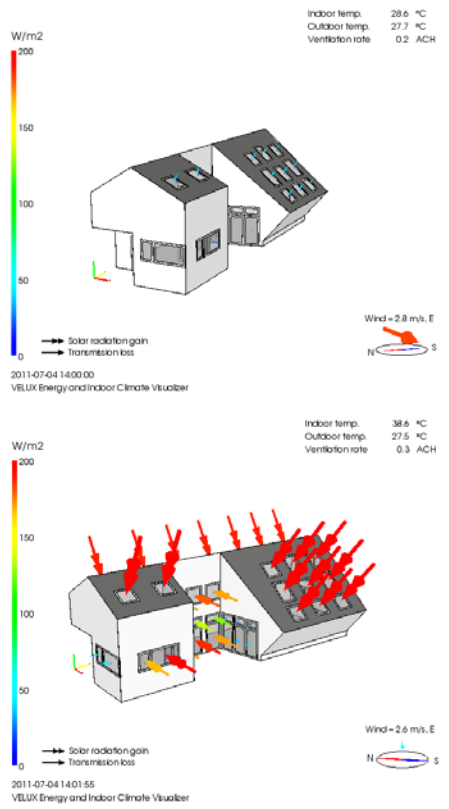 Indoor temp. 28.6 °C
Outdoor temp. 27.7 °C
Ventilation rate 0.2 ACH
W/m2
200
150
100
50
0
Wind = 2.8 m/s, E
N S
Solar radiation gain
Transmission loss
2011-07-04 14:00:00
VELUX Energy and Indoor Climate Visualizer
Indoor temp. 38.6 °C
Outdoor temp. 27.5 °C
Ventilation rate 0.3 ACH
W/m2
200
150
100
50
0
Wind = 2.6 m/s, E
N S
Solar radiation gain
Transmission loss
2011-07-04 14:01:55
VELUX Energy and Indoor Climate Visualizer